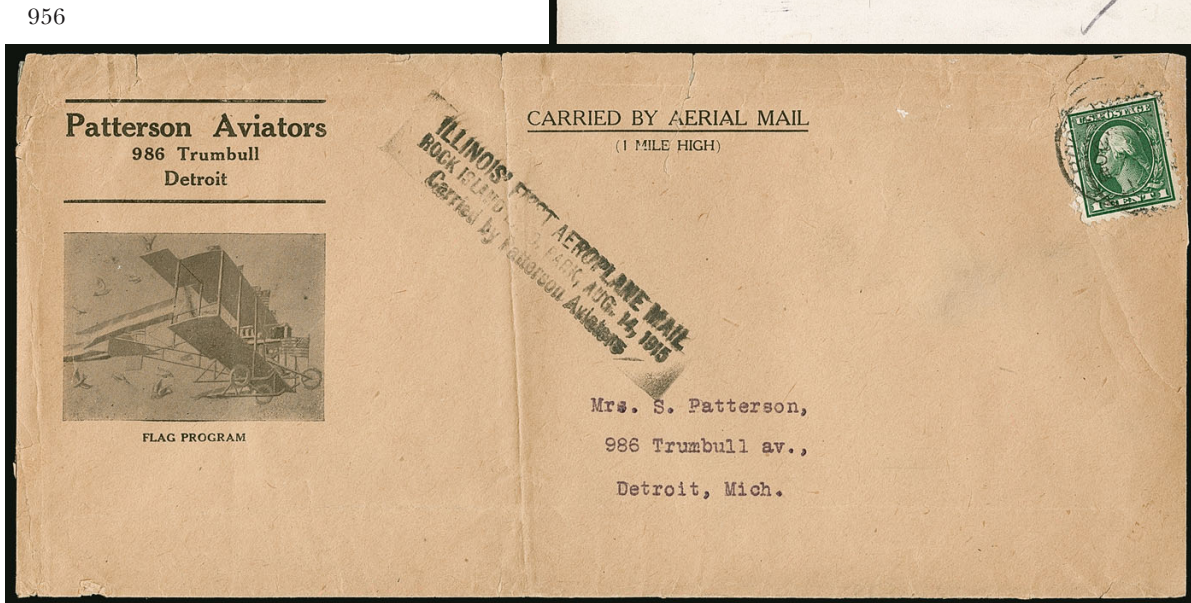 956
Patterson Aviators
986 Trumbull
Detroit
FLAG PROGRAM
ILLINOIS' FIRST AEROPLANE MAIL
ROCK ISLAND PARK, AUG. 14, 1915
Carried by Patterson Aviators
CARRIED BY AERIAL MAIL
(1 MILE HIGH)
U.S. POSTAGE
1 CENT 1
Mrs. S. Patterson,
986 Trumbull av.,
Detroit, Mich.